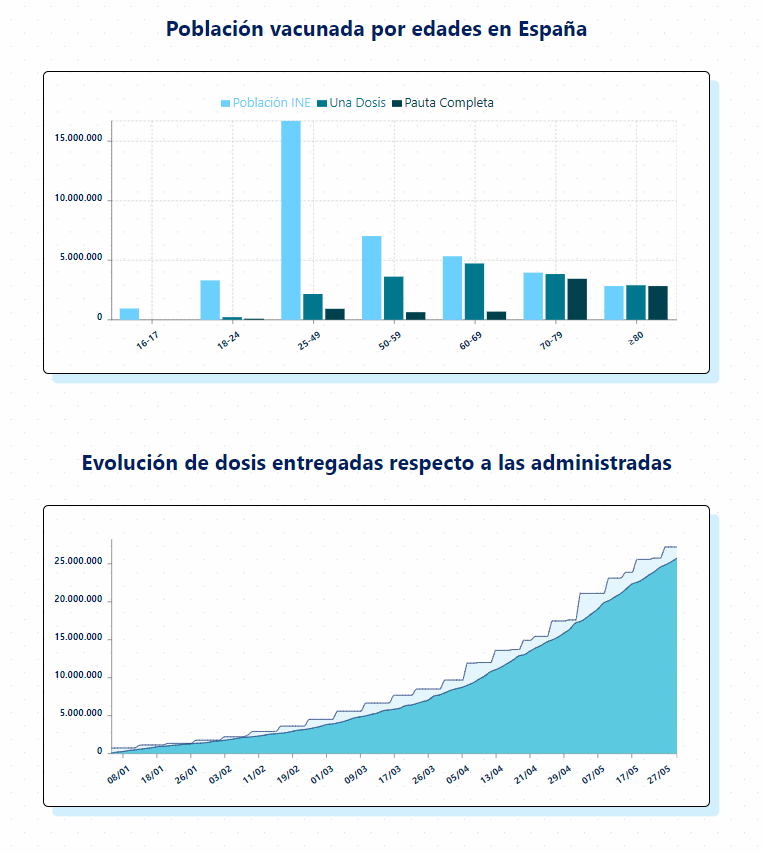 Población vacunada por edades en España
Población INE Una Dosis Pauta Completa
15.000.000
10.000.000
5.000.000
0
16-17 18-24 25-49 50-59 60-69 70-79 ≥80
Evolución de dosis entregadas respecto a las administradas
25.000.000
20.000.000
15.000.000
10.000.000
5.000.000
0
08/01 18/01 26/01 03/02 11/02 19/02 01/03 09/03 17/03 26/03 05/04 13/04 21/04 29/04 07/05 17/05 27/05